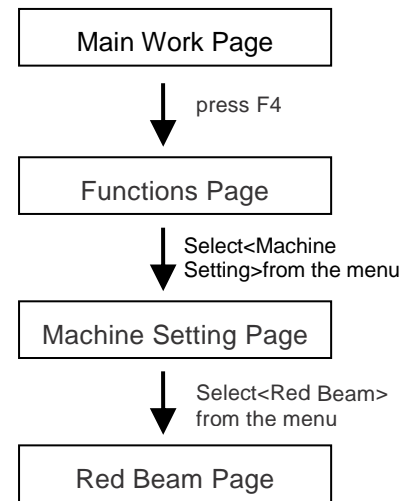 Main Work Page
press F4
Functions Page
Select<Machine
Setting>from the menu
Machine Setting Page
Select<Red Beam>
from the menu
Red Beam Page